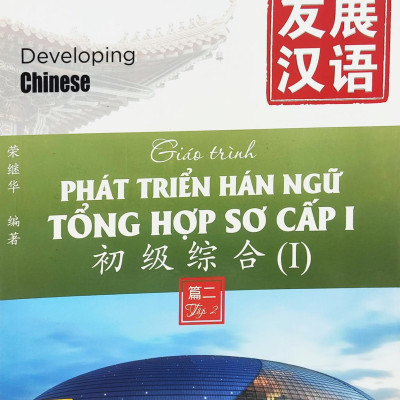 发展
汉语
Developing
Chinese
荣继华 编著
Giáo trình
PHÁT TRIỂN HÁN NGỮ
TỔNG HỢP SƠ CẤP I
初级综合(I)
篇二
Tập 2